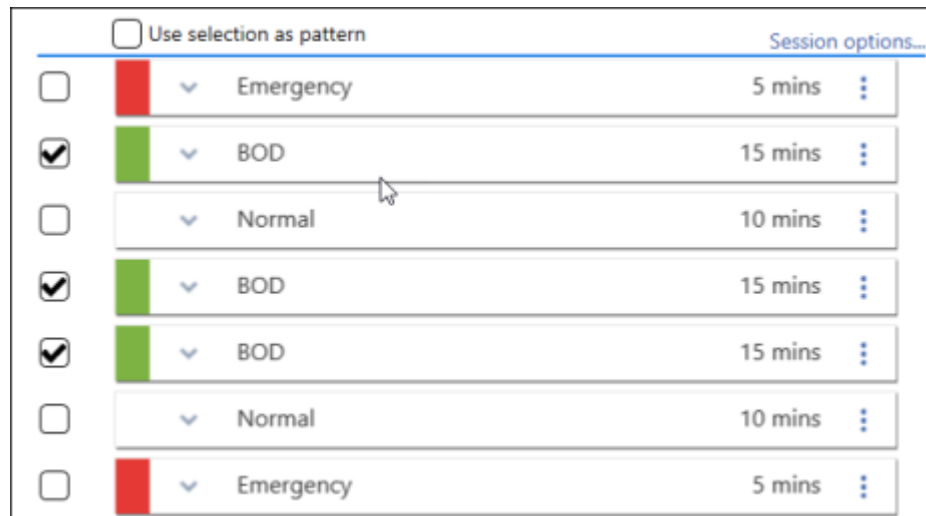 Use selection as pattern
Session options...
Emergency 5 mins
BOD 15 mins
Normal 10 mins
BOD 15 mins
BOD 15 mins
Normal 10 mins
Emergency 5 mins